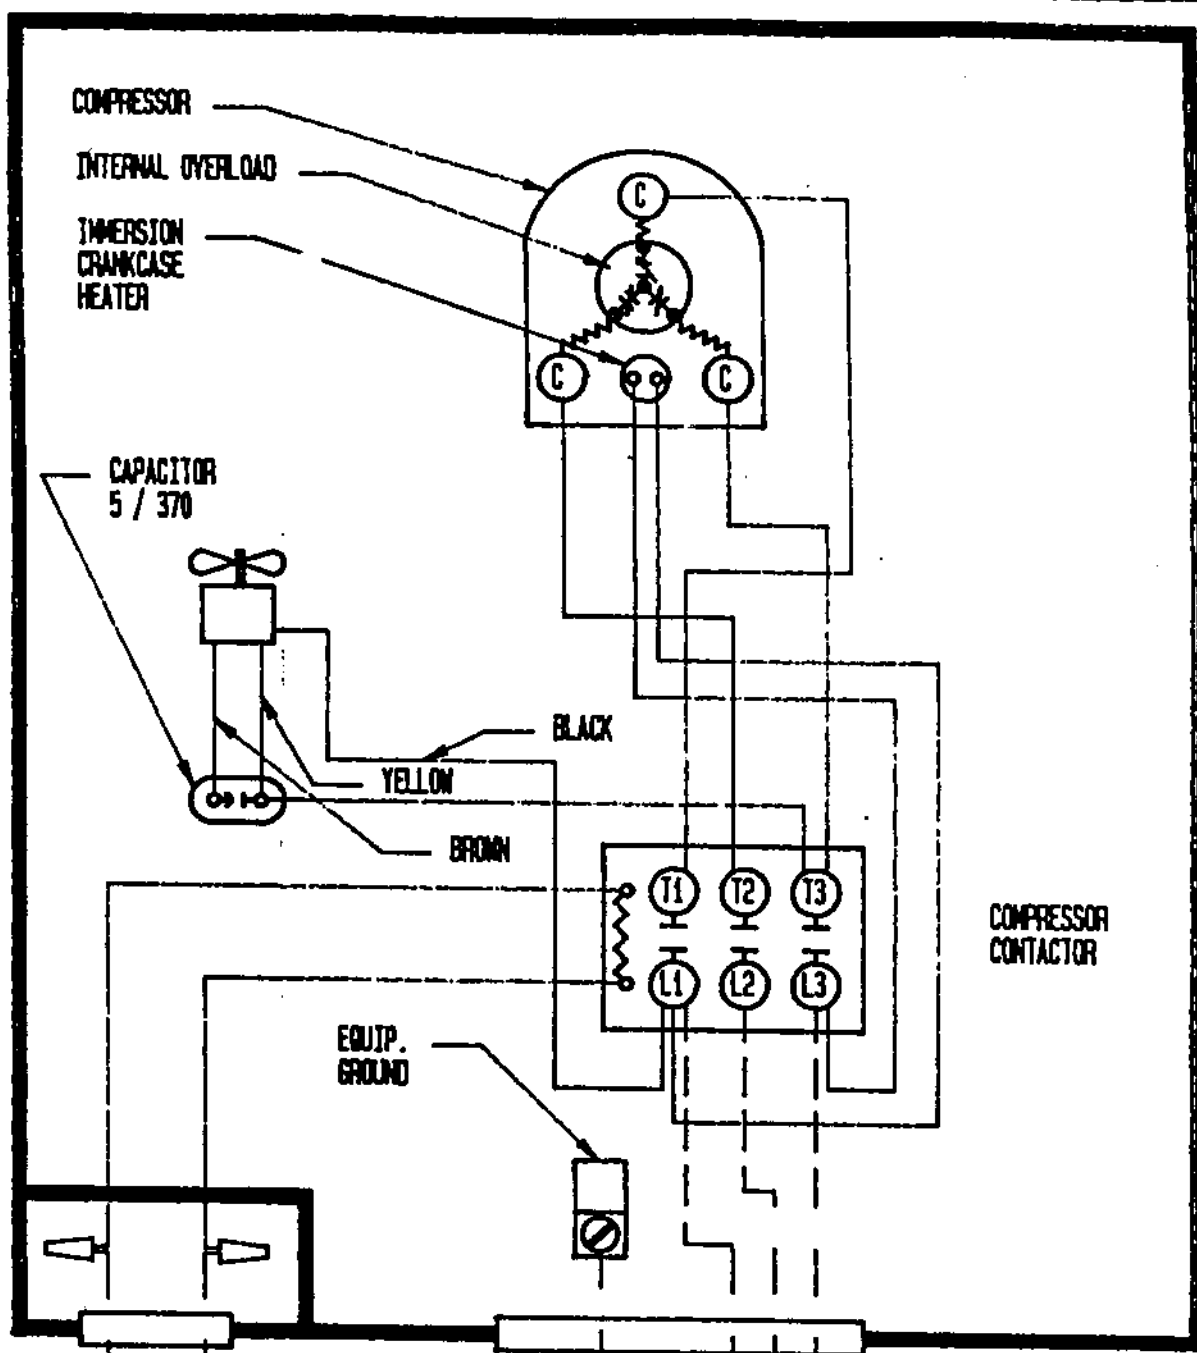 COMPRESSOR
INTERNAL OVERLOAD
IMMERSION
CRANKCASE
HEATER
C
C
C
CAPACITOR
5 / 370
BLACK
YELLOW
BROWN
T1 T2 T3
L1 L2 L3
COMPRESSOR
CONTACTOR
EQUIP.
GROUND